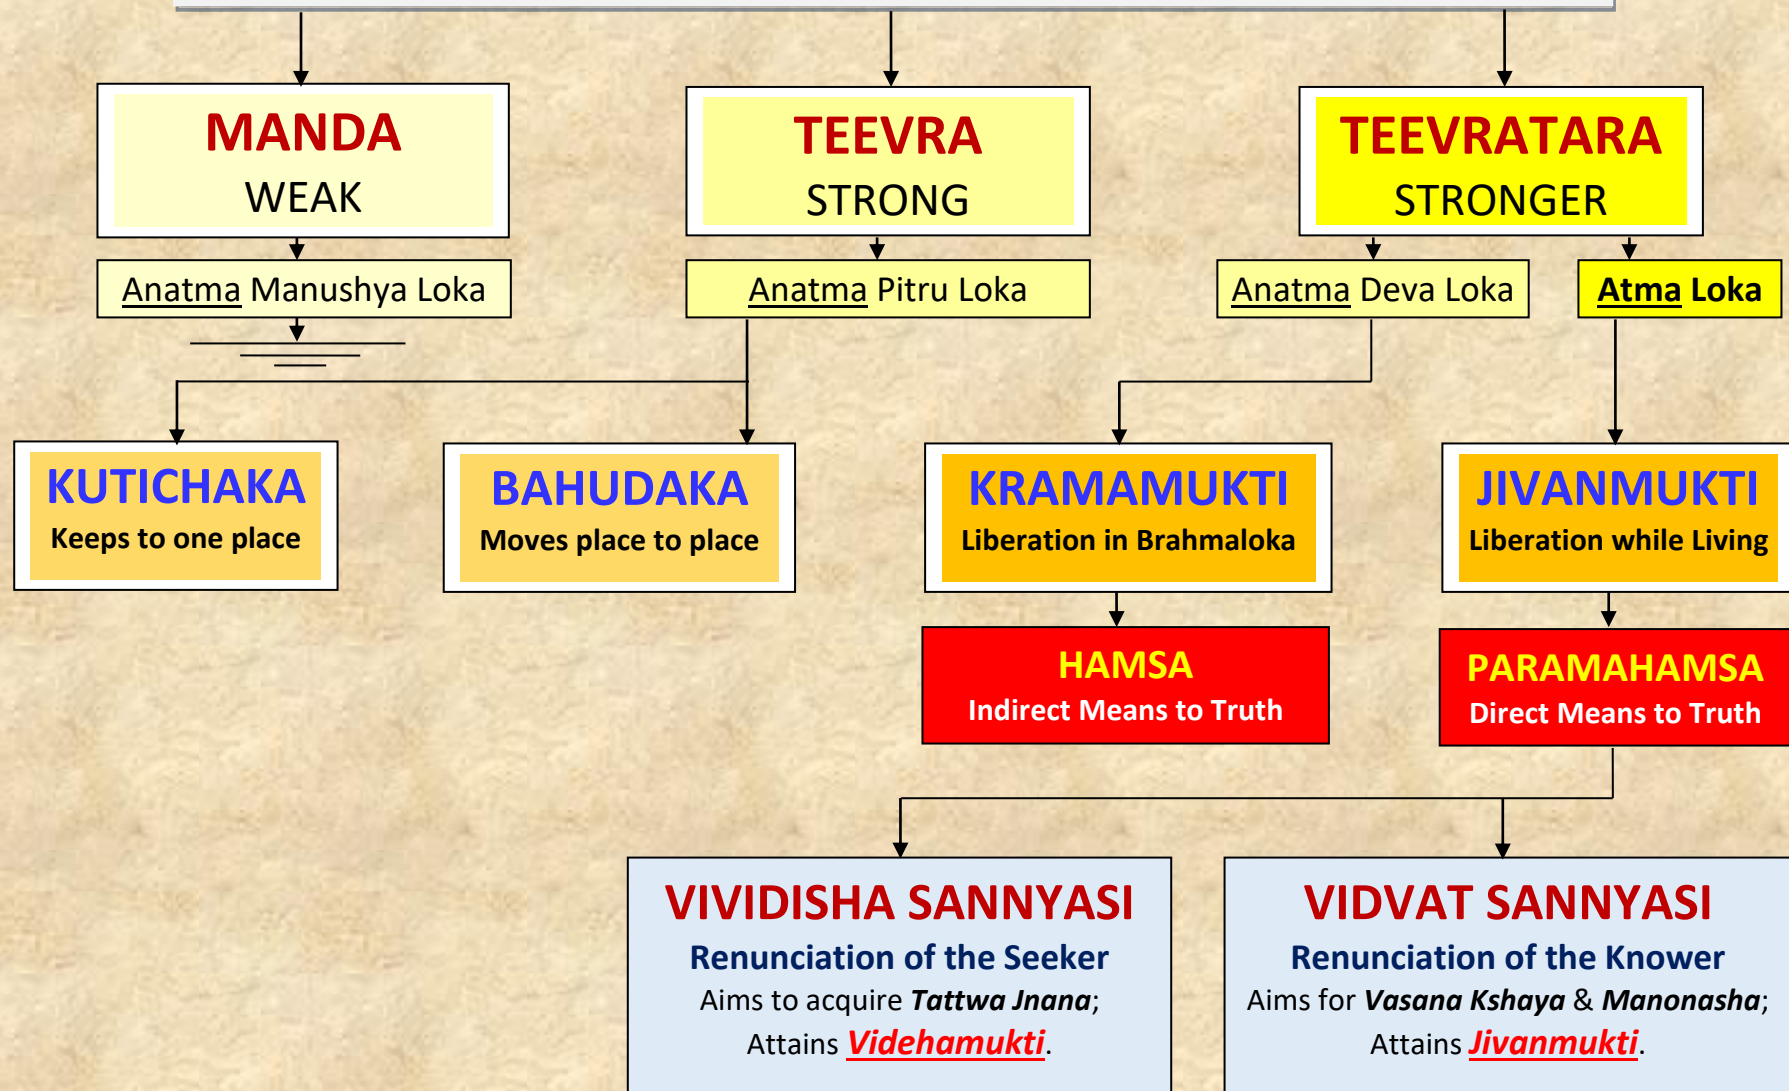 MANDA
WEAK
TEEVRA
STRONG
TEEVRATARA
STRONGER
Anatma Manushya Loka
Anatma Pitru Loka
Anatma Deva Loka
Atma Loka
KUTICHAKA
Keeps to one place
BAHUDAKA
Moves place to place
KRAMAMUKTI
Liberation in Brahmaloka
JIVANMUKTI
Liberation while Living
HAMSA
Indirect Means to Truth
PARAMAHAMSA
Direct Means to Truth
VIVIDISHA SANNYASI
Renunciation of the Seeker
Aims to acquire Tattwa Jnana;
Attains Videhamukti.
VIDVAT SANNYASI
Renunciation of the Knower
Aims for Vasana Kshaya & Manonasha;
Attains Jivanmukti.